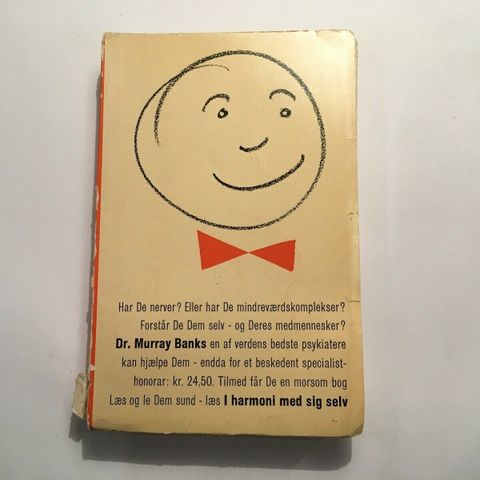 Har De nerver? Eller har De mindreværdskomplekser?
Forstår De Dem selv - og Deres medmennesker?
Dr. Murray Banks en af verdens bedste psykiatere
kan hjælpe Dem - endda for et beskedent specialist-
honorar: kr. 24,50. Tilmed får De en morsom bog
Læs og le Dem sund - læs I harmoni med sig selv